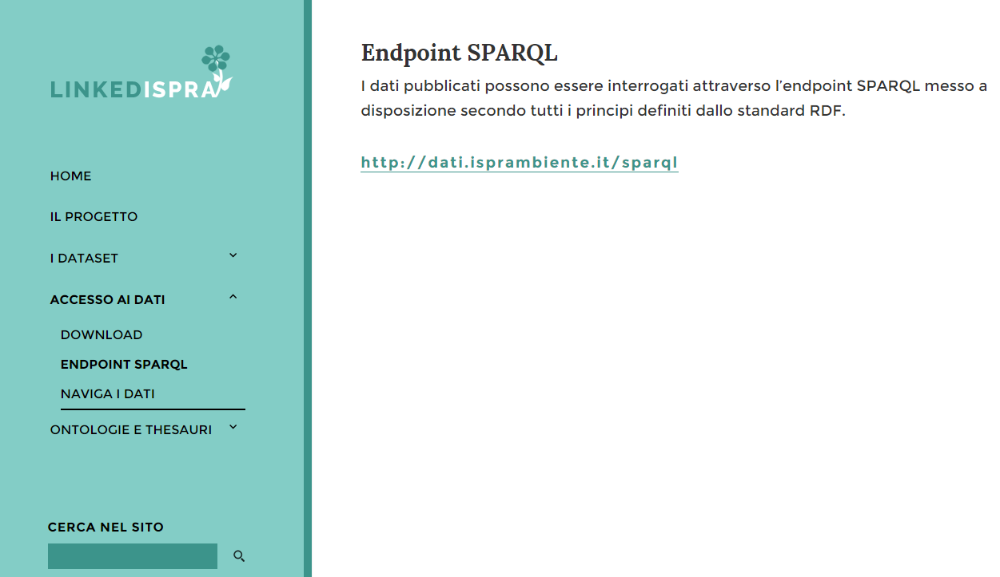 LINKEDISPRA
HOME
IL PROGETTO
I DATASET
ACCESSO AI DATI
DOWNLOAD
ENDPOINT SPARQL
NAVIGA I DATI
ONTOLOGIE E THESAURI
CERCA NEL SITO
Endpoint SPARQL
I dati pubblicati possono essere interrogati attraverso l’endpoint SPARQL messo a
disposizione secondo tutti i principi definiti dallo standard RDF.
http://dati.isprambiente.it/sparql